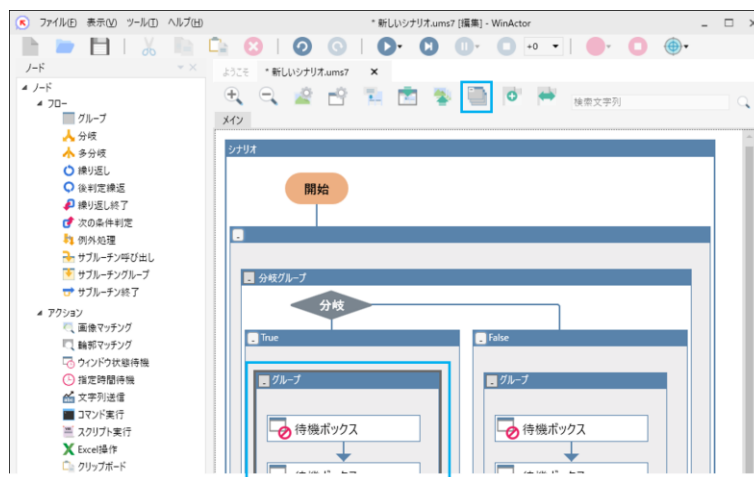 ファイル(F) 表示(V) ツール(T) ヘルプ(H)
* 新しいシナリオ.ums7 [編集] - WinActor
+0
ノード
ようこそ
* 新しいシナリオ.ums7
検索文字列
メイン
ノード
フロー
グループ
分岐
多分岐
繰り返し
後判定繰返
繰り返し終了
次の条件判定
例外処理
サブルーチン呼び出し
サブルーチングループ
サブルーチン終了
アクション
画像マッチング
輪郭マッチング
ウィンドウ状態待機
指定時間待機
文字列送信
コマンド実行
スクリプト実行
Excel操作
クリップボード
シナリオ
開始
分岐グループ
分岐
True
False
グループ
グループ
待機ボックス
待機ボックス